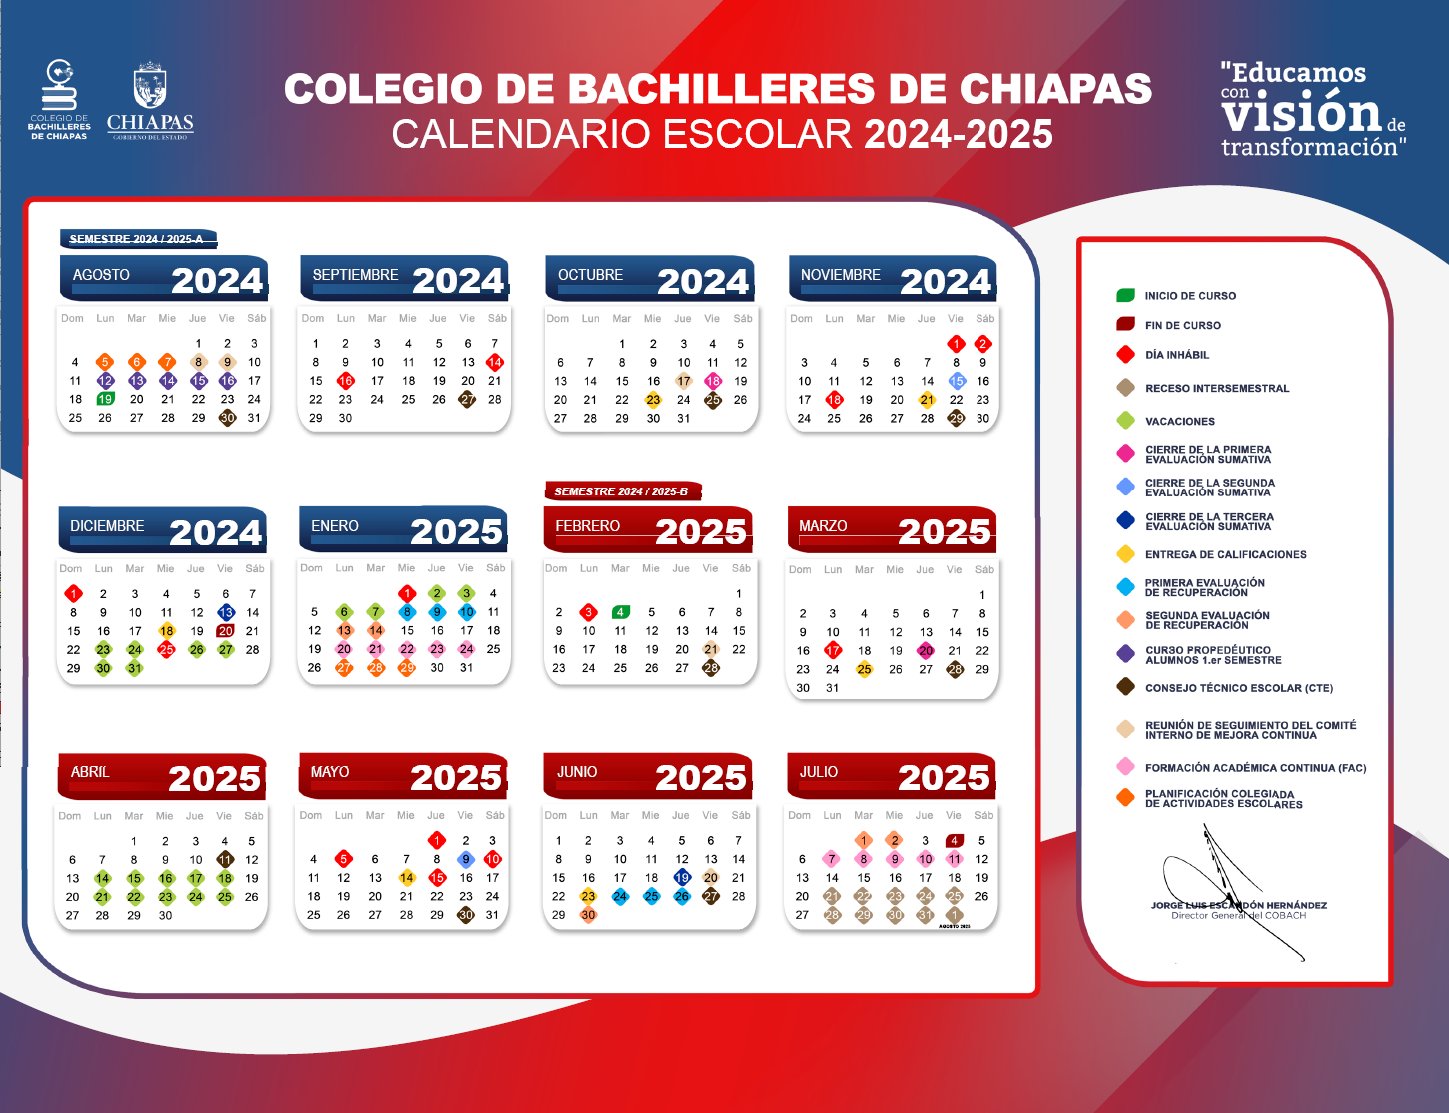 COLEGIO DE
BACHILLERES
DE CHIAPAS
CHIAPAS
GOBIERNO DEL ESTADO
COLEGIO DE BACHILLERES DE CHIAPAS
CALENDARIO ESCOLAR 2024-2025
"Educamos
con
visión de
transformación"
SEMESTRE 2024 / 2025-A
AGOSTO 2024
Dom Lun Mar Mie Jue Vie Sáb
1 2 3
4 5 6 7 8 9 10
11 12 13 14 15 16 17
18 19 20 21 22 23 24
25 26 27 28 29 30 31
SEPTIEMBRE 2024
Dom Lun Mar Mie Jue Vie Sáb
1 2 3 4 5 6 7
8 9 10 11 12 13 14
15 16 17 18 19 20 21
22 23 24 25 26 27 28
29 30
OCTUBRE 2024
Dom Lun Mar Mie Jue Vie Sáb
1 2 3 4 5
6 7 8 9 10 11 12
13 14 15 16 17 18 19
20 21 22 23 24 25 26
27 28 29 30 31
NOVIEMBRE 2024
Dom Lun Mar Mie Jue Vie Sáb
1 2
3 4 5 6 7 8 9
10 11 12 13 14 15 16
17 18 19 20 21 22 23
24 25 26 27 28 29 30
DICIEMBRE 2024
Dom Lun Mar Mie Jue Vie Sáb
1 2 3 4 5 6 7
8 9 10 11 12 13 14
15 16 17 18 19 20 21
22 23 24 25 26 27 28
29 30 31
ENERO 2025
Dom Lun Mar Mie Jue Vie Sáb
1 2 3 4
5 6 7 8 9 10 11
12 13 14 15 16 17 18
19 20 21 22 23 24 25
26 27 28 29 30 31
SEMESTRE 2024 / 2025-B
FEBRERO 2025
Dom Lun Mar Mie Jue Vie Sáb
1
2 3 4 5 6 7 8
9 10 11 12 13 14 15
16 17 18 19 20 21 22
23 24 25 26 27 28
MARZO 2025
Dom Lun Mar Mie Jue Vie Sáb
1
2 3 4 5 6 7 8
9 10 11 12 13 14 15
16 17 18 19 20 21 22
23 24 25 26 27 28 29
30 31
ABRIL 2025
Dom Lun Mar Mie Jue Vie Sáb
1 2 3 4 5
6 7 8 9 10 11 12
13 14 15 16 17 18 19
20 21 22 23 24 25 26
27 28 29 30
MAYO 2025
Dom Lun Mar Mie Jue Vie Sáb
1 2 3
4 5 6 7 8 9 10
11 12 13 14 15 16 17
18 19 20 21 22 23 24
25 26 27 28 29 30 31
JUNIO 2025
Dom Lun Mar Mie Jue Vie Sáb
1 2 3 4 5 6 7
8 9 10 11 12 13 14
15 16 17 18 19 20 21
22 23 24 25 26 27 28
29 30
JULIO 2025
Dom Lun Mar Mie Jue Vie Sáb
1 2 3 4 5
6 7 8 9 10 11 12
13 14 15 16 17 18 19
20 21 22 23 24 25 26
27 28 29 30 31 1
AGOSTO 2025
INICIO DE CURSO
FIN DE CURSO
DÍA INHÁBIL
RECESO INTERSEMESTRAL
VACACIONES
CIERRE DE LA PRIMERA
EVALUACIÓN SUMATIVA
CIERRE DE LA SEGUNDA
EVALUACIÓN SUMATIVA
CIERRE DE LA TERCERA
EVALUACIÓN SUMATIVA
ENTREGA DE CALIFICACIONES
PRIMERA EVALUACIÓN
DE RECUPERACIÓN
SEGUNDA EVALUACIÓN
DE RECUPERACIÓN
CURSO PROPEDÉUTICO
ALUMNOS 1.er SEMESTRE
CONSEJO TÉCNICO ESCOLAR (CTE)
REUNIÓN DE SEGUIMIENTO DEL COMITÉ
INTERNO DE MEJORA CONTINUA
FORMACIÓN ACADÉMICA CONTINUA (FAC)
PLANIFICACIÓN COLEGIADA
DE ACTIVIDADES ESCOLARES
JORGE LUIS ESCANDÓN HERNÁNDEZ
Director General del COBACH